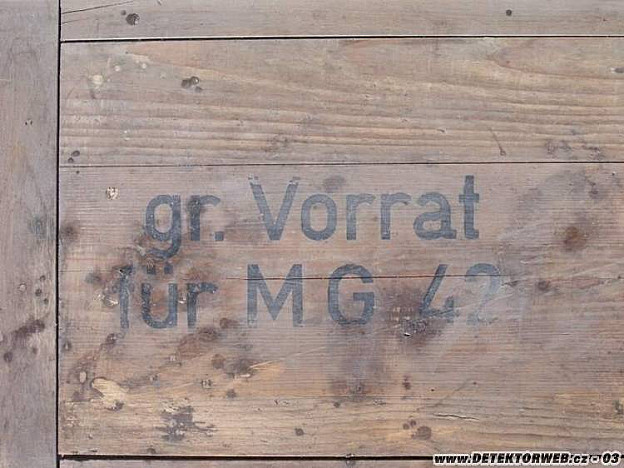 gr. Vorrat
für MG 42
www.DETEKTORWEB.cz 03